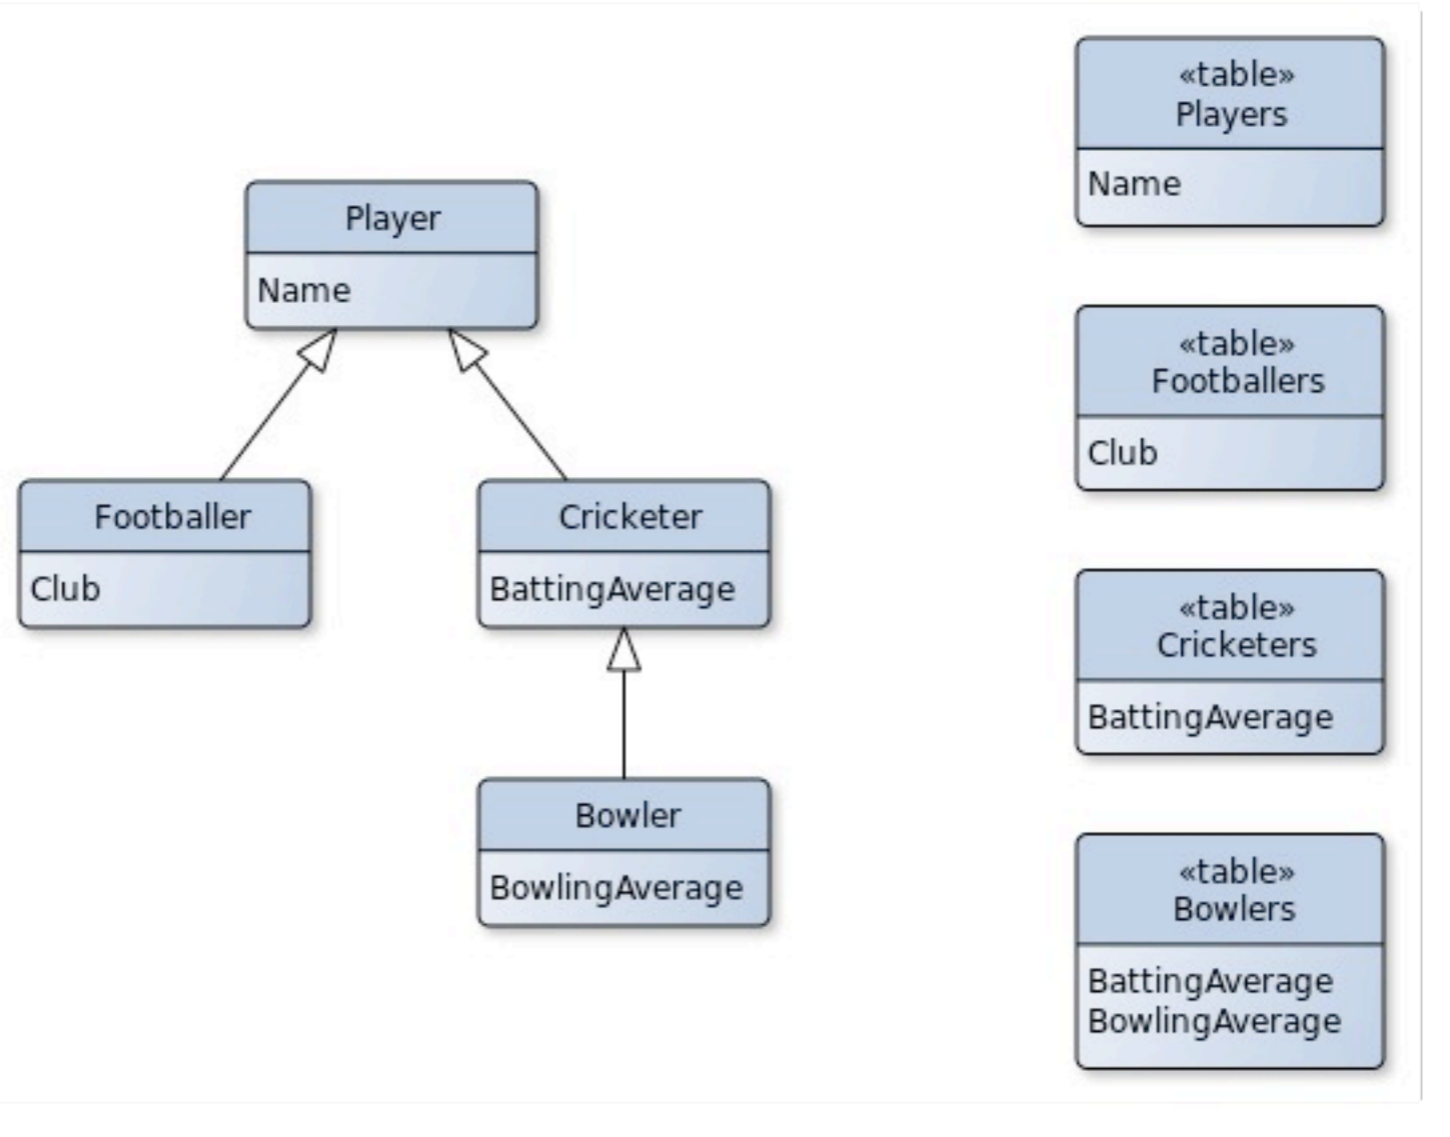 Player
Name
Footballer
Club
Cricketer
BattingAverage
Bowler
BowlingAverage
«table»
Players
Name
«table»
Footballers
Club
«table»
Cricketers
BattingAverage
«table»
Bowlers
BattingAverage
BowlingAverage